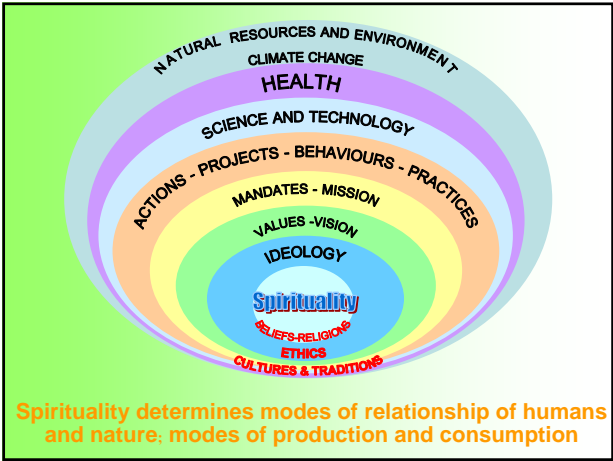 NATURAL RESOURCES AND ENVIRONMENT
CLIMATE CHANGE
HEALTH
SCIENCE AND TECHNOLOGY
ACTIONS - PROJECTS - BEHAVIOURS - PRACTICES
MANDATES - MISSION
VALUES -VISION
IDEOLOGY
Spirituality
BELIEFS-RELIGIONS
ETHICS
CULTURES & TRADITIONS
Spirituality determines modes of relationship of humans
and nature; modes of production and consumption